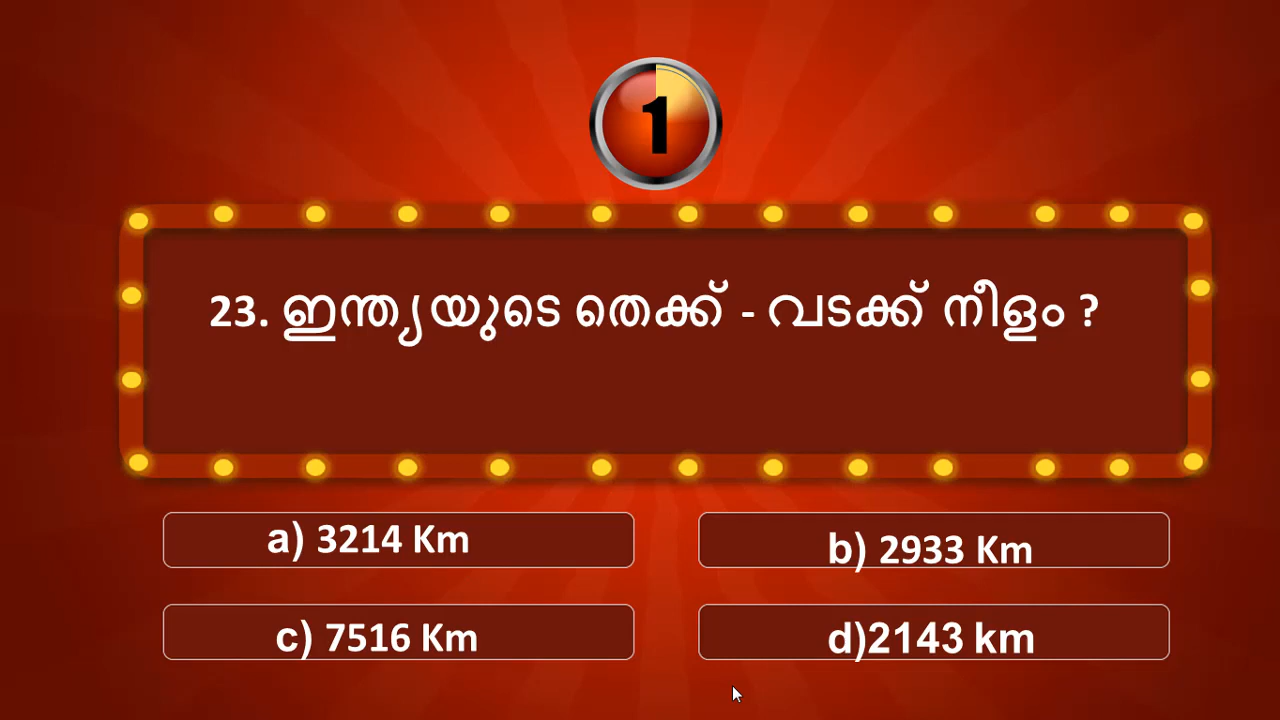 1
23. ഇന്ത്യയുടെ തെക്ക് - വടക്ക് നീളം ?
a) 3214 Km
b) 2933 Km
c) 7516 Km
d)2143 km